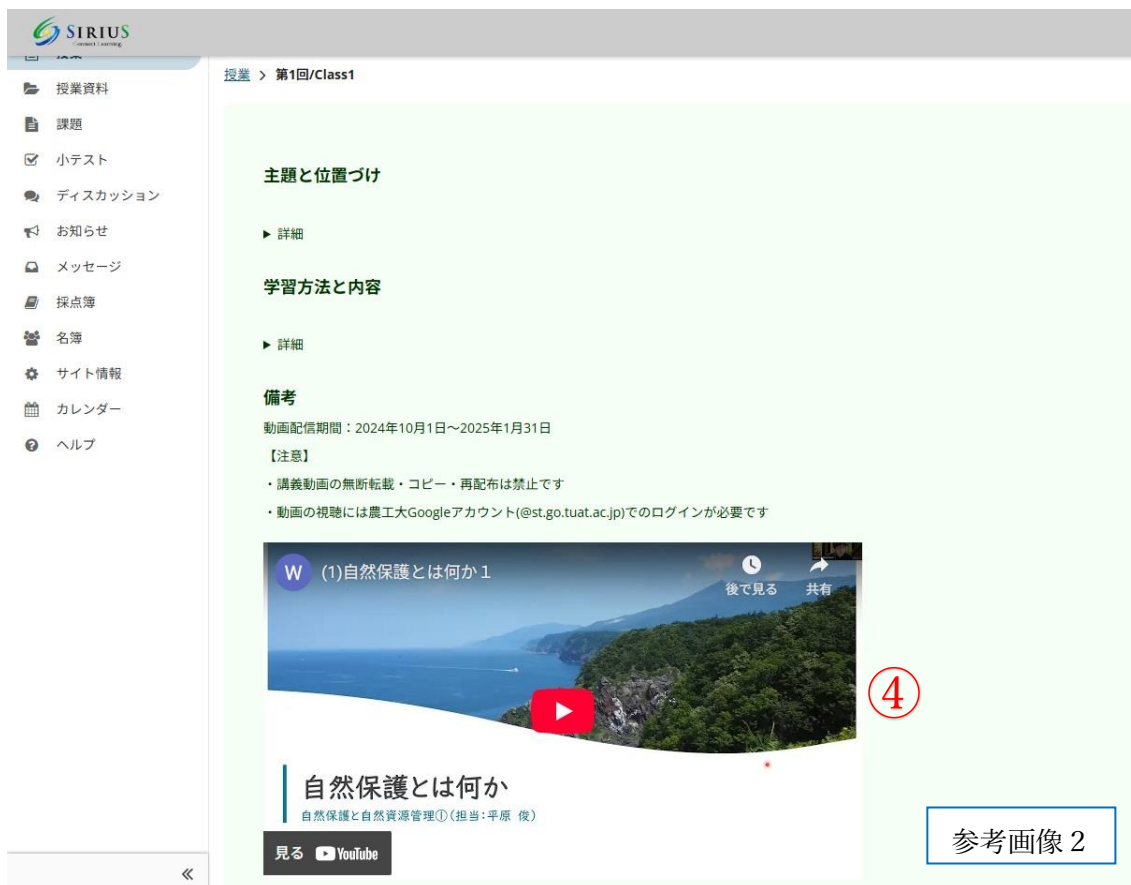 SIRIUS
Connect Learning.
授業
授業資料
課題
小テスト
ディスカッション
お知らせ
メッセージ
採点簿
名簿
サイト情報
カレンダー
ヘルプ
«
授業 > 第1回/Class1
主題と位置づけ
▶ 詳細
学習方法と内容
▶ 詳細
備考
動画配信期間：2024年10月1日～2025年1月31日
【注意】
・講義動画の無断転載・コピー・再配布は禁止です
・動画の視聴には農工大Googleアカウント(@st.go.tuat.ac.jp)でのログインが必要です
W (1)自然保護とは何か１
後で見る 共有
④
自然保護とは何か
自然保護と自然資源管理①(担当：平原 俊)
見る YouTube
参考画像２